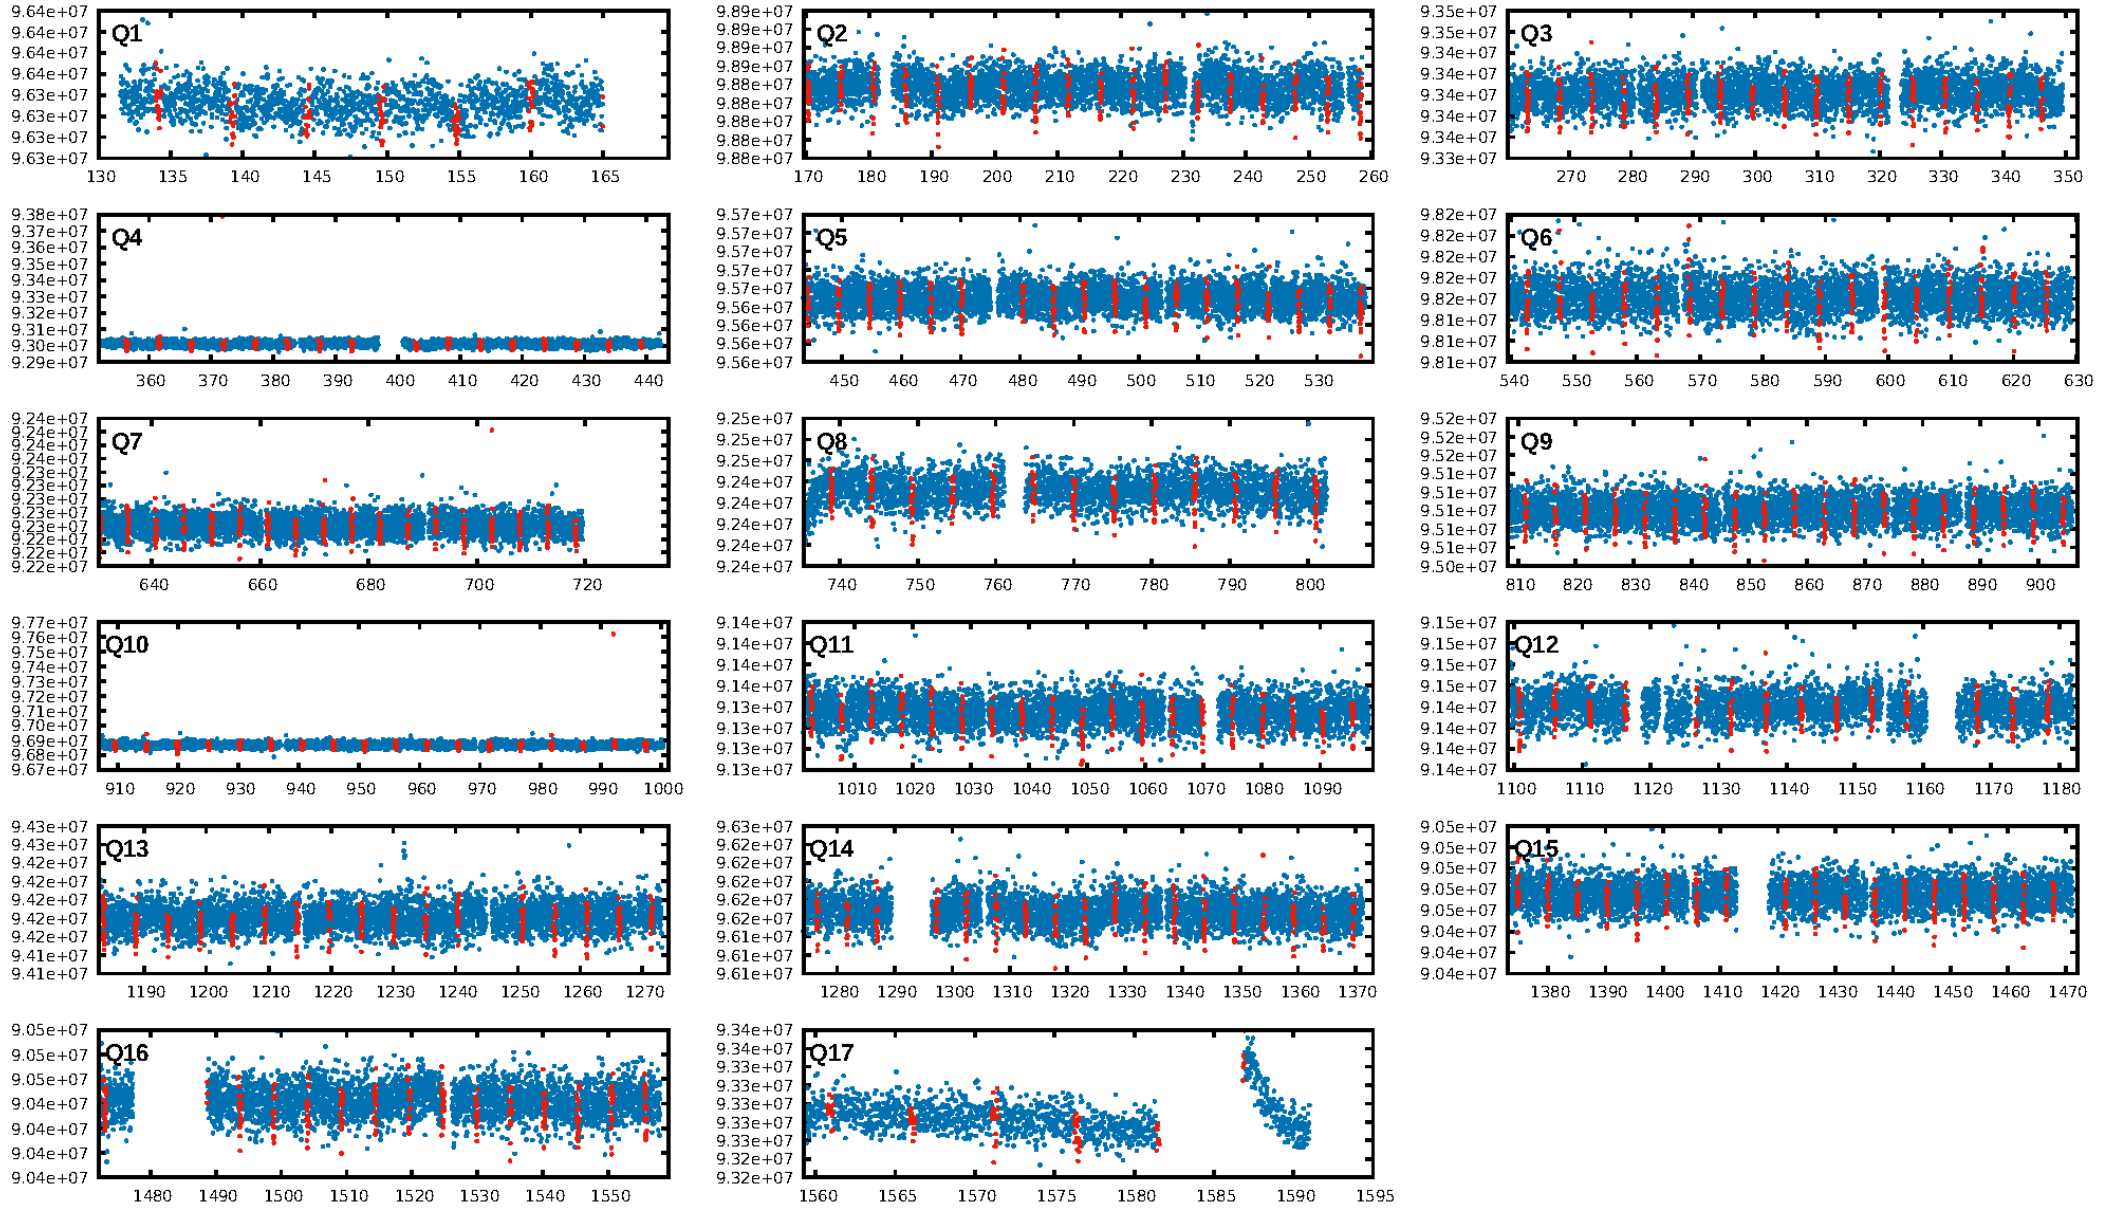 9.64e+07
9.64e+07
9.64e+07
9.64e+07
9.63e+07
9.63e+07
9.63e+07
9.63e+07
Q1
130 135 140 145 150 155 160 165
9.89e+07
9.89e+07
9.89e+07
9.89e+07
9.88e+07
9.88e+07
9.88e+07
9.88e+07
9.88e+07
Q2
170 180 190 200 210 220 230 240 250 260
9.35e+07
9.35e+07
9.34e+07
9.34e+07
9.34e+07
9.34e+07
9.34e+07
9.33e+07
Q3
270 280 290 300 310 320 330 340 350
9.38e+07
9.37e+07
9.36e+07
9.35e+07
9.34e+07
9.33e+07
9.32e+07
9.31e+07
9.30e+07
9.29e+07
Q4
360 370 380 390 400 410 420 430 440
9.57e+07
9.57e+07
9.57e+07
9.57e+07
9.57e+07
9.56e+07
9.56e+07
9.56e+07
9.56e+07
Q5
450 460 470 480 490 500 510 520 530
9.82e+07
9.82e+07
9.82e+07
9.82e+07
9.82e+07
9.81e+07
9.81e+07
9.81e+07
Q6
540 550 560 570 580 590 600 610 620 630
9.24e+07
9.24e+07
9.24e+07
9.24e+07
9.23e+07
9.23e+07
9.23e+07
9.23e+07
9.22e+07
9.22e+07
9.22e+07
9.22e+07
Q7
640 660 680 700 720
9.25e+07
9.25e+07
9.25e+07
9.24e+07
9.24e+07
9.24e+07
9.24e+07
9.24e+07
Q8
740 750 760 770 780 790 800
9.52e+07
9.52e+07
9.52e+07
9.51e+07
9.51e+07
9.51e+07
9.51e+07
9.51e+07
9.50e+07
Q9
810 820 830 840 850 860 870 880 890 900
9.77e+07
9.76e+07
9.75e+07
9.74e+07
9.73e+07
9.72e+07
9.71e+07
9.70e+07
9.69e+07
9.68e+07
9.67e+07
Q10
910 920 930 940 950 960 970 980 990 1000
9.14e+07
9.14e+07
9.14e+07
9.14e+07
9.13e+07
9.13e+07
9.13e+07
9.13e+07
Q11
1010 1020 1030 1040 1050 1060 1070 1080 1090
9.15e+07
9.15e+07
9.15e+07
9.15e+07
9.14e+07
9.14e+07
9.14e+07
9.14e+07
Q12
1100 1110 1120 1130 1140 1150 1160 1170 1180
9.43e+07
9.43e+07
9.42e+07
9.42e+07
9.42e+07
9.42e+07
9.42e+07
9.41e+07
9.41e+07
Q13
1190 1200 1210 1220 1230 1240 1250 1260 1270
9.63e+07
9.62e+07
9.62e+07
9.62e+07
9.62e+07
9.62e+07
9.61e+07
9.61e+07
9.61e+07
Q14
1280 1290 1300 1310 1320 1330 1340 1350 1360 1370
9.05e+07
9.05e+07
9.05e+07
9.05e+07
9.05e+07
9.04e+07
9.04e+07
9.04e+07
Q15
1380 1390 1400 1410 1420 1430 1440 1450 1460 1470
9.05e+07
9.05e+07
9.05e+07
9.04e+07
9.04e+07
9.04e+07
9.04e+07
Q16
1480 1490 1500 1510 1520 1530 1540 1550
9.34e+07
9.34e+07
9.33e+07
9.33e+07
9.33e+07
9.33e+07
9.33e+07
9.32e+07
9.32e+07
Q17
1560 1565 1570 1575 1580 1585 1590 1595